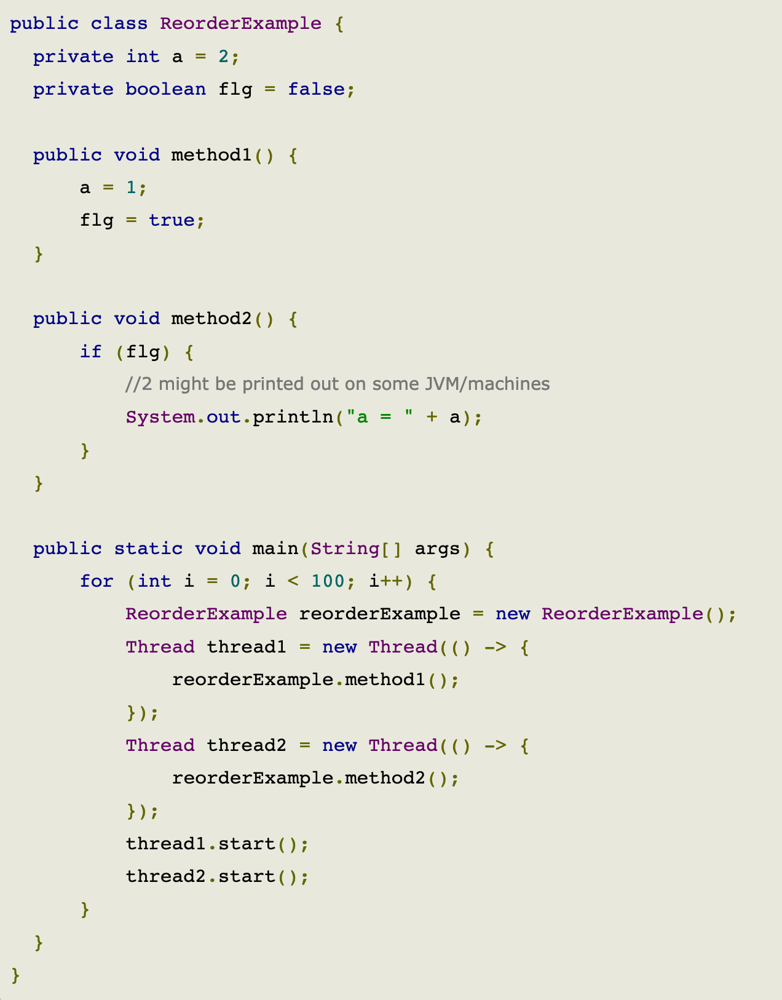 public class ReorderExample {
private int a = 2;
private boolean flg = false;
public void method1() {
a = 1;
flg = true;
}
public void method2() {
if (flg) {
//2 might be printed out on some JVM/machines
System.out.println("a = " + a);
}
}
public static void main(String[] args) {
for (int i = 0; i < 100; i++) {
ReorderExample reorderExample = new ReorderExample();
Thread thread1 = new Thread(() -> {
reorderExample.method1();
});
Thread thread2 = new Thread(() -> {
reorderExample.method2();
});
thread1.start();
thread2.start();
}
}
}